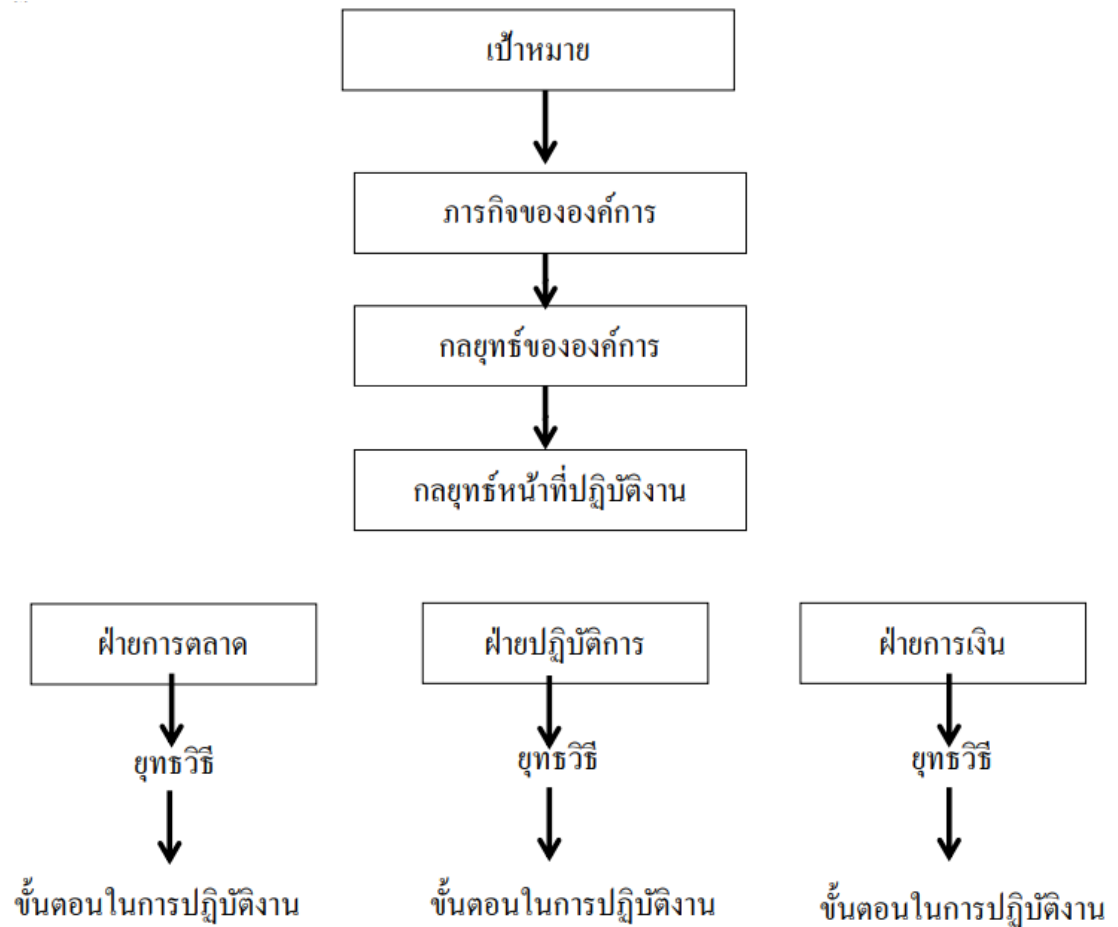 เป้าหมาย
ภารกิจขององค์การ
กลยุทธ์ขององค์การ
กลยุทธ์หน้าที่ปฏิบัติงาน
ฝ่ายการตลาด
ฝ่ายปฏิบัติการ
ฝ่ายการเงิน
ยุทธวิธี
ยุทธวิธี
ยุทธวิธี
ขั้นตอนในการปฏิบัติงาน
ขั้นตอนในการปฏิบัติงาน
ขั้นตอนในการปฏิบัติงาน